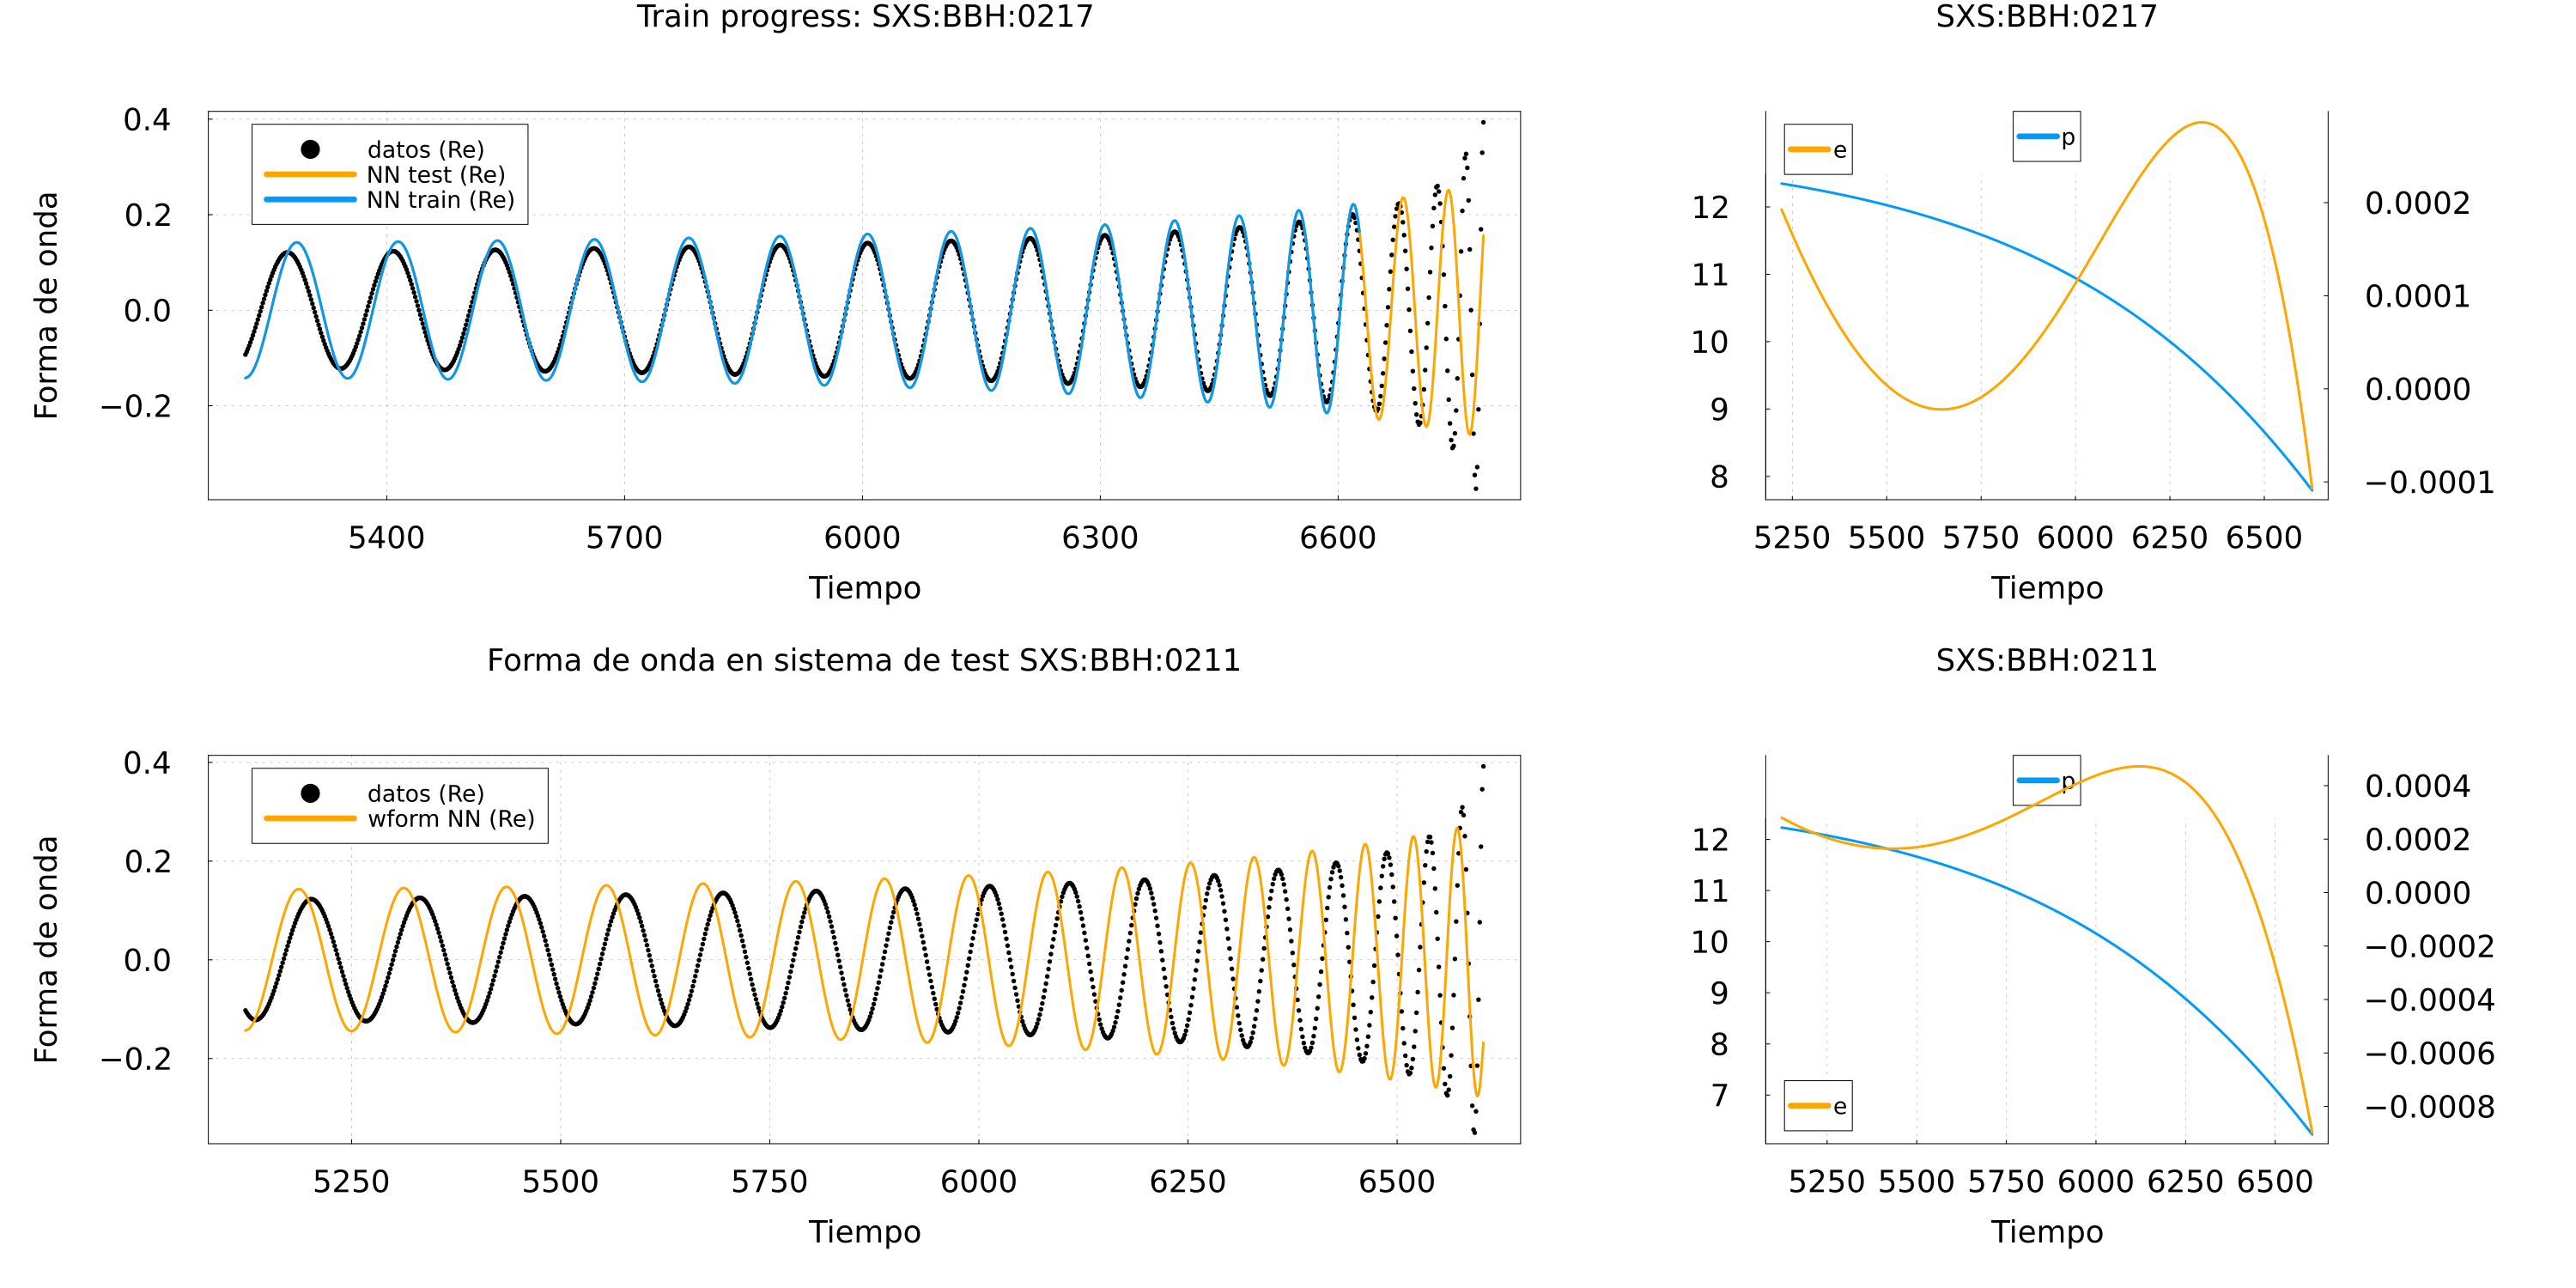 Train progress: SXS:BBH:0217
0.4
0.2
0.0
−0.2
Forma de onda
datos (Re)
NN test (Re)
NN train (Re)
5400 5700 6000 6300 6600
Tiempo
SXS:BBH:0217
e
p
12
11
10
9
8
0.0002
0.0001
0.0000
−0.0001
5250 5500 5750 6000 6250 6500
Tiempo
Forma de onda en sistema de test SXS:BBH:0211
0.4
0.2
0.0
−0.2
Forma de onda
datos (Re)
wform NN (Re)
5250 5500 5750 6000 6250 6500
Tiempo
SXS:BBH:0211
p
e
12
11
10
9
8
7
0.0004
0.0002
0.0000
−0.0002
−0.0004
−0.0006
−0.0008
5250 5500 5750 6000 6250 6500
Tiempo